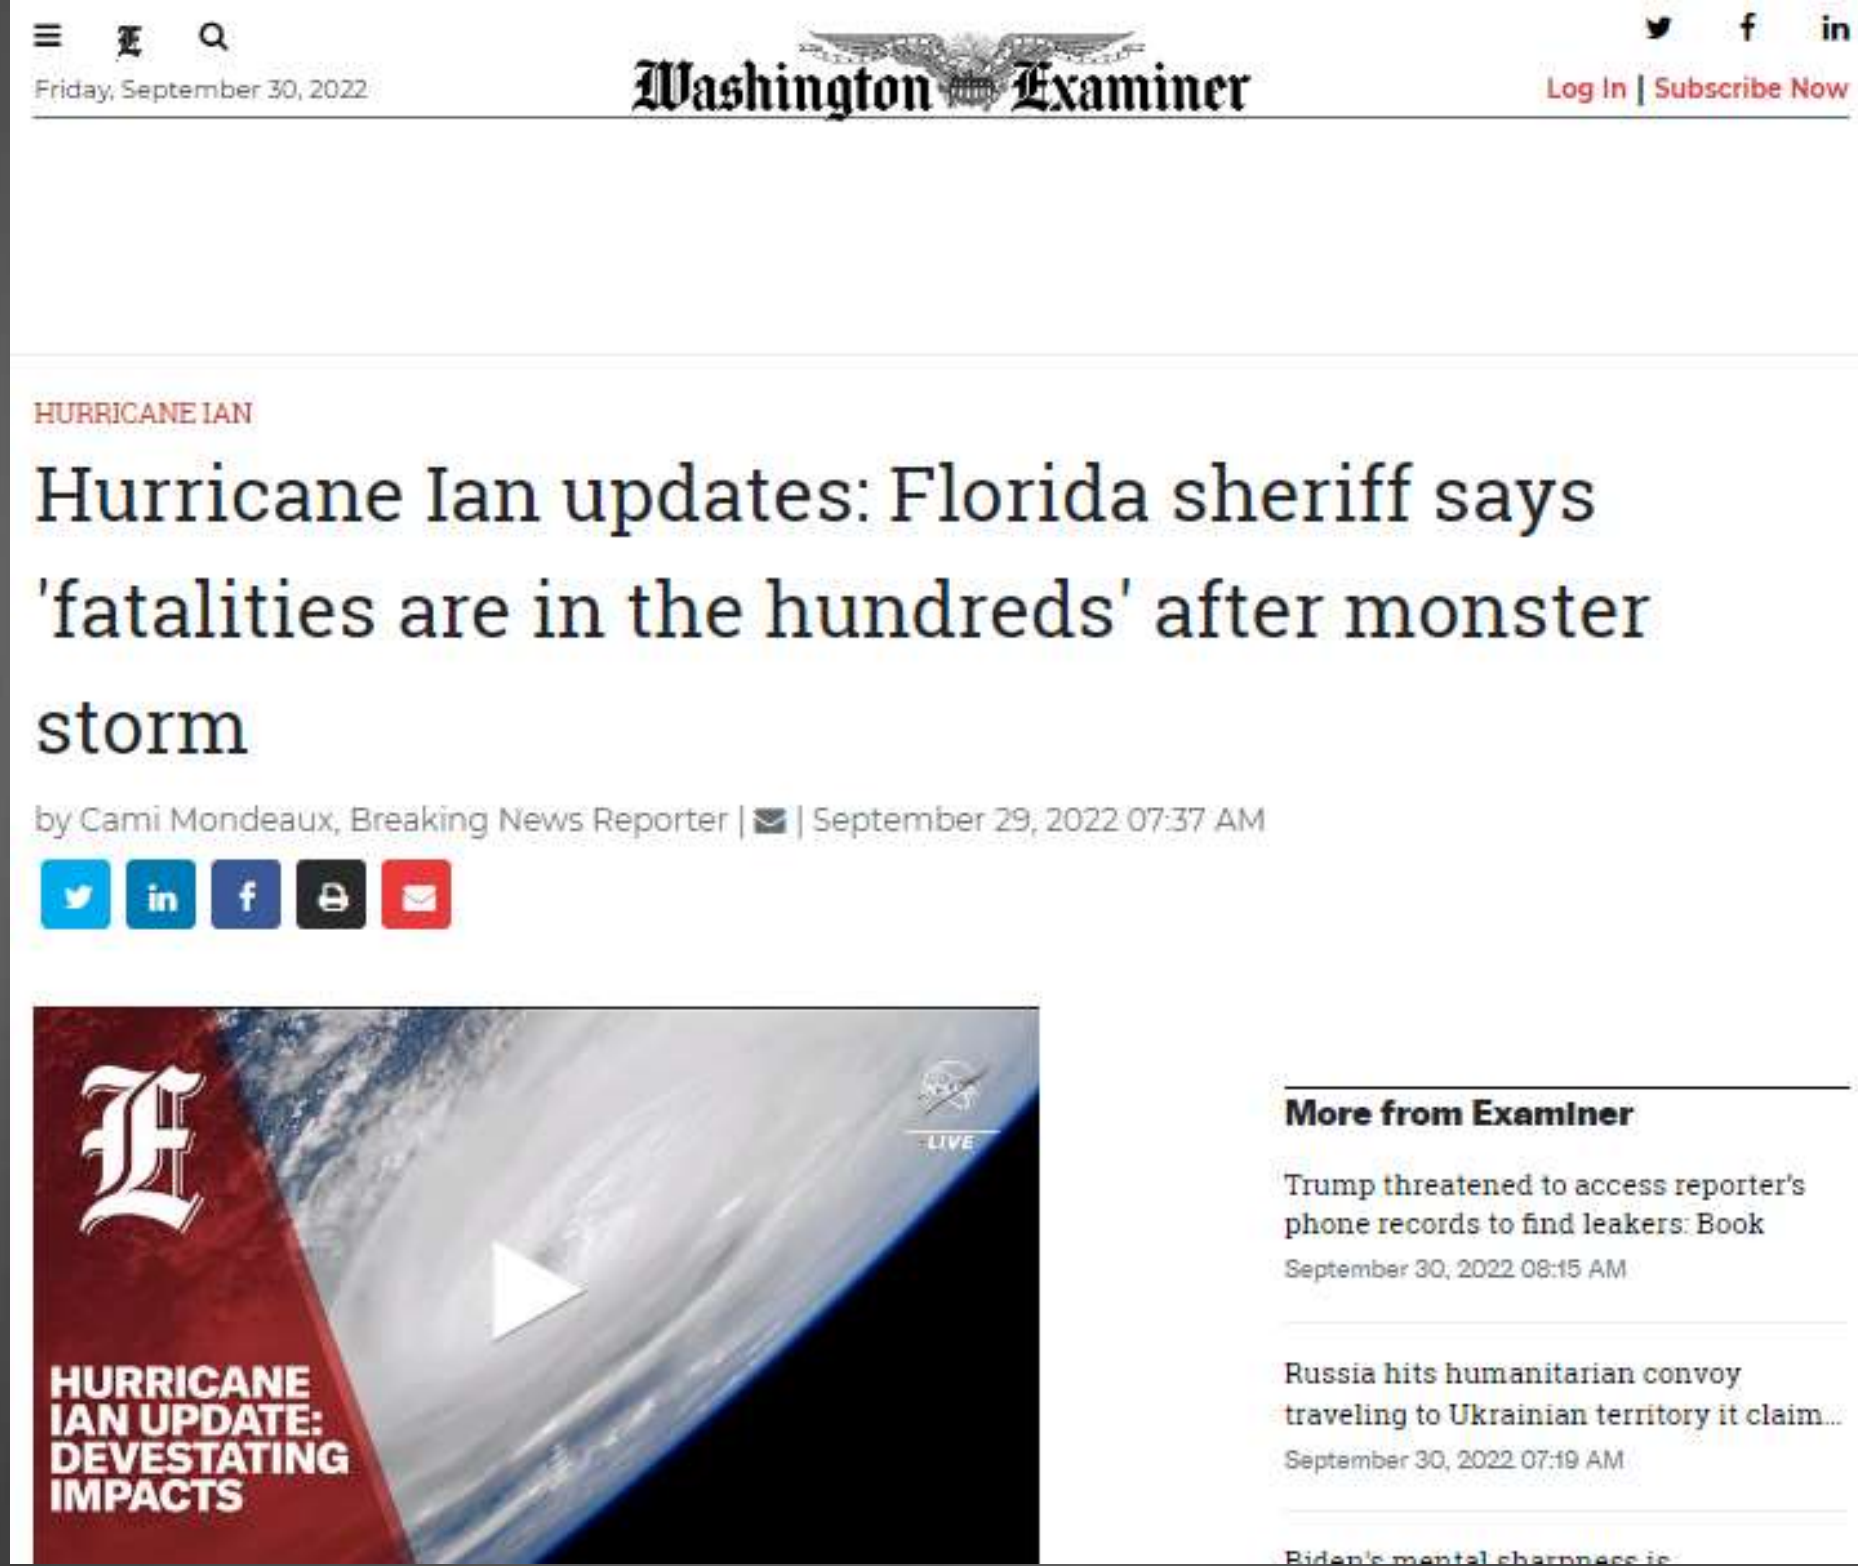 Friday, September 30, 2022
Washington Examiner
Log In | Subscribe Now
HURRICANE IAN
Hurricane Ian updates: Florida sheriff says
'fatalities are in the hundreds' after monster
storm
by Cami Mondeaux, Breaking News Reporter | | September 29, 2022 07:37 AM
E
LIVE
HURRICANE
IAN UPDATE:
DEVESTATING
IMPACTS
More from Examiner
Trump threatened to access reporter's
phone records to find leakers: Book
September 30, 2022 08:15 AM
Russia hits humanitarian convoy
traveling to Ukrainian territory it claim...
September 30, 2022 07:19 AM
Biden's mental sharpness is